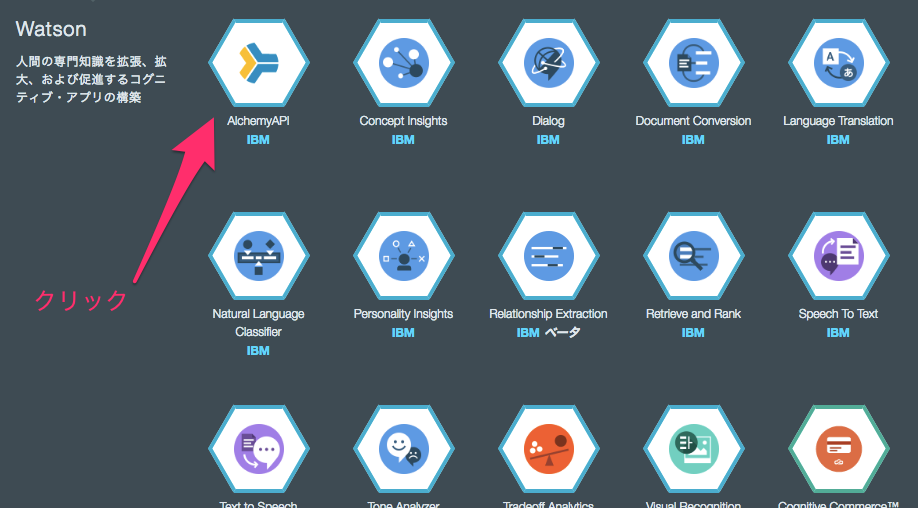 Watson
人間の専門知識を拡張、拡
大、および促進するコグニ
ティブ・アプリの構築
AlchemyAPI
IBM
Concept Insights
IBM
Dialog
IBM
Document Conversion
IBM
A
あ
Language Translation
IBM
クリック
Natural Language
Classifier
IBM
Personality Insights
IBM
Relationship Extraction
IBM ベータ
Retrieve and Rank
IBM
Speech To Text
IBM
Text to Speech
Tone Analyzer
Tradeoff Analytics
Visual Recognition
Cognitive Commerce™